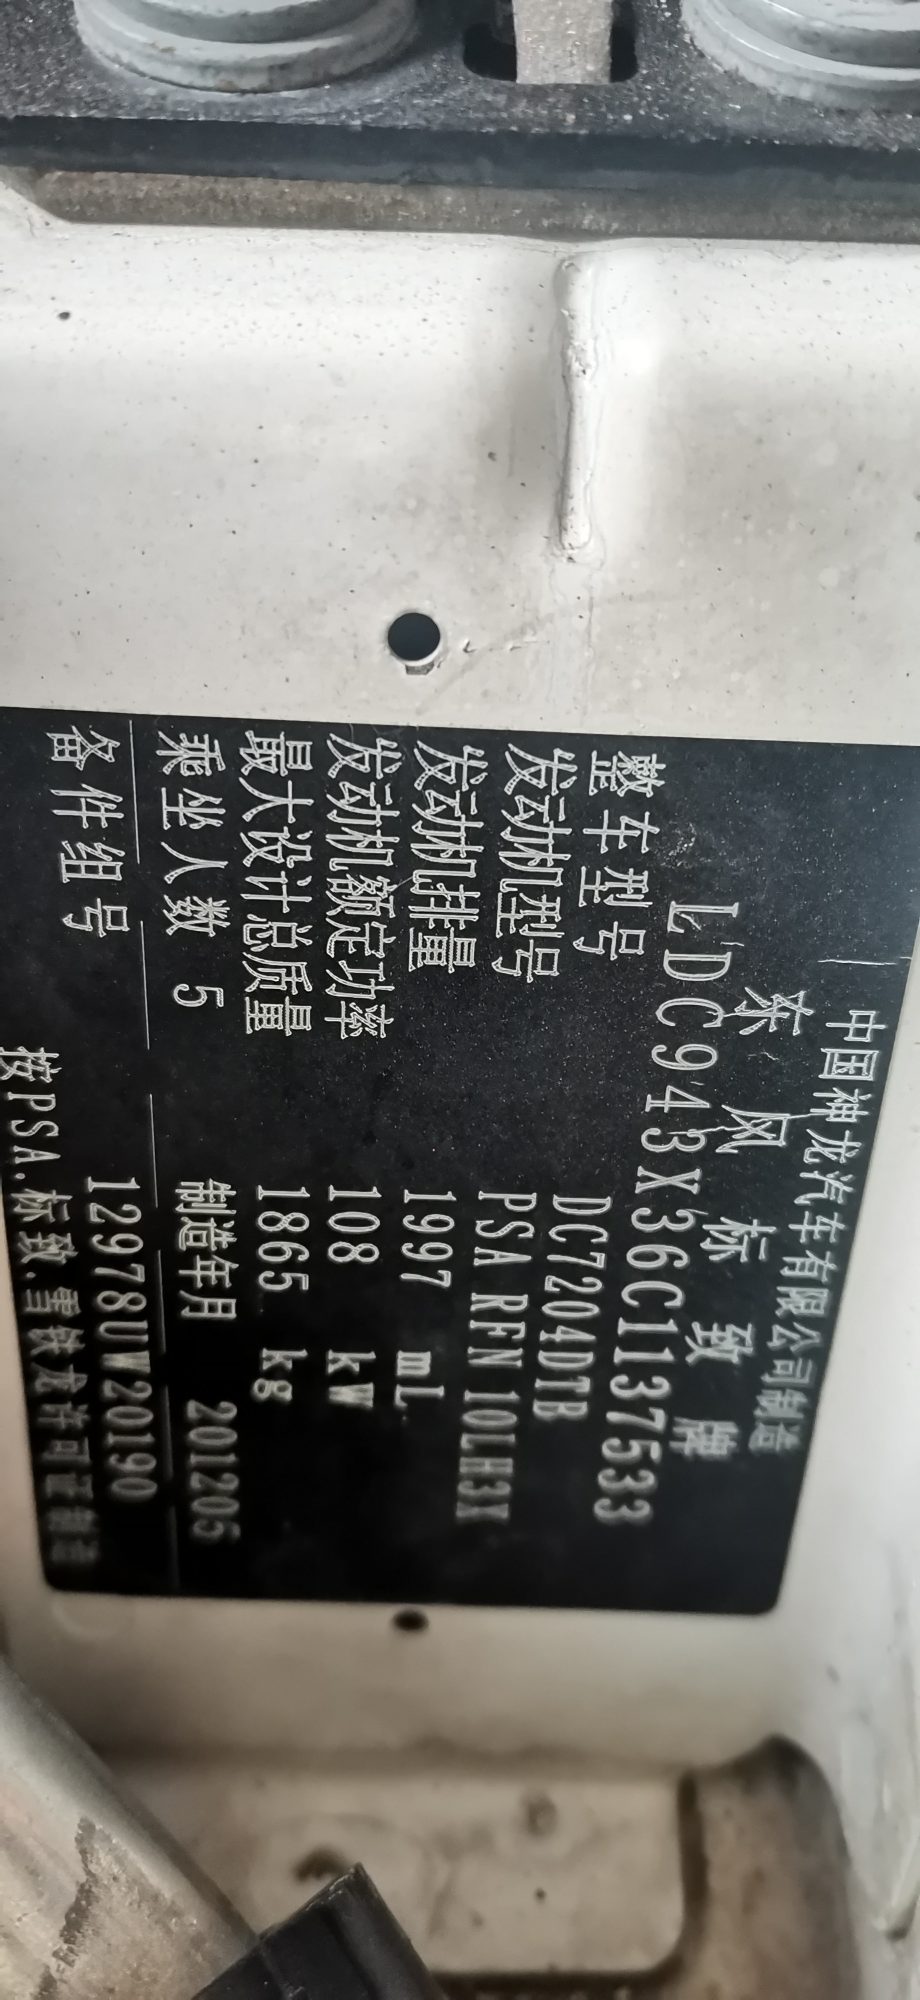 中国神龙汽车有限公司制造
东风标致牌
LDC943X36C1137533
整车型号 DC7204DTB
发动机型号 PSA RFN 10LH3X
发动机排量 1997 mL
发动机额定功率 108 kW
最大设计总质量 1865 kg
乘坐人数 5 制造年月 201205
备件组号 12978UW20190
按PSA.标致.雪铁龙许可证制造